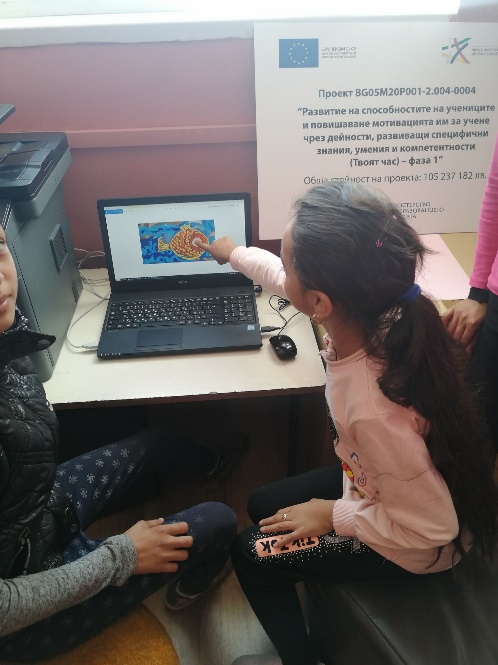 Проект BG05M20P001-2.004-0004
"Развитие на способностите на учениците
и повишаване мотивацията им за учене
чрез дейности, развиващи специфични
знания, умения и компетентности
(Твоят час) – фаза 1"
Обща стойност на проекта: 105 237 182 лв.
TikTok